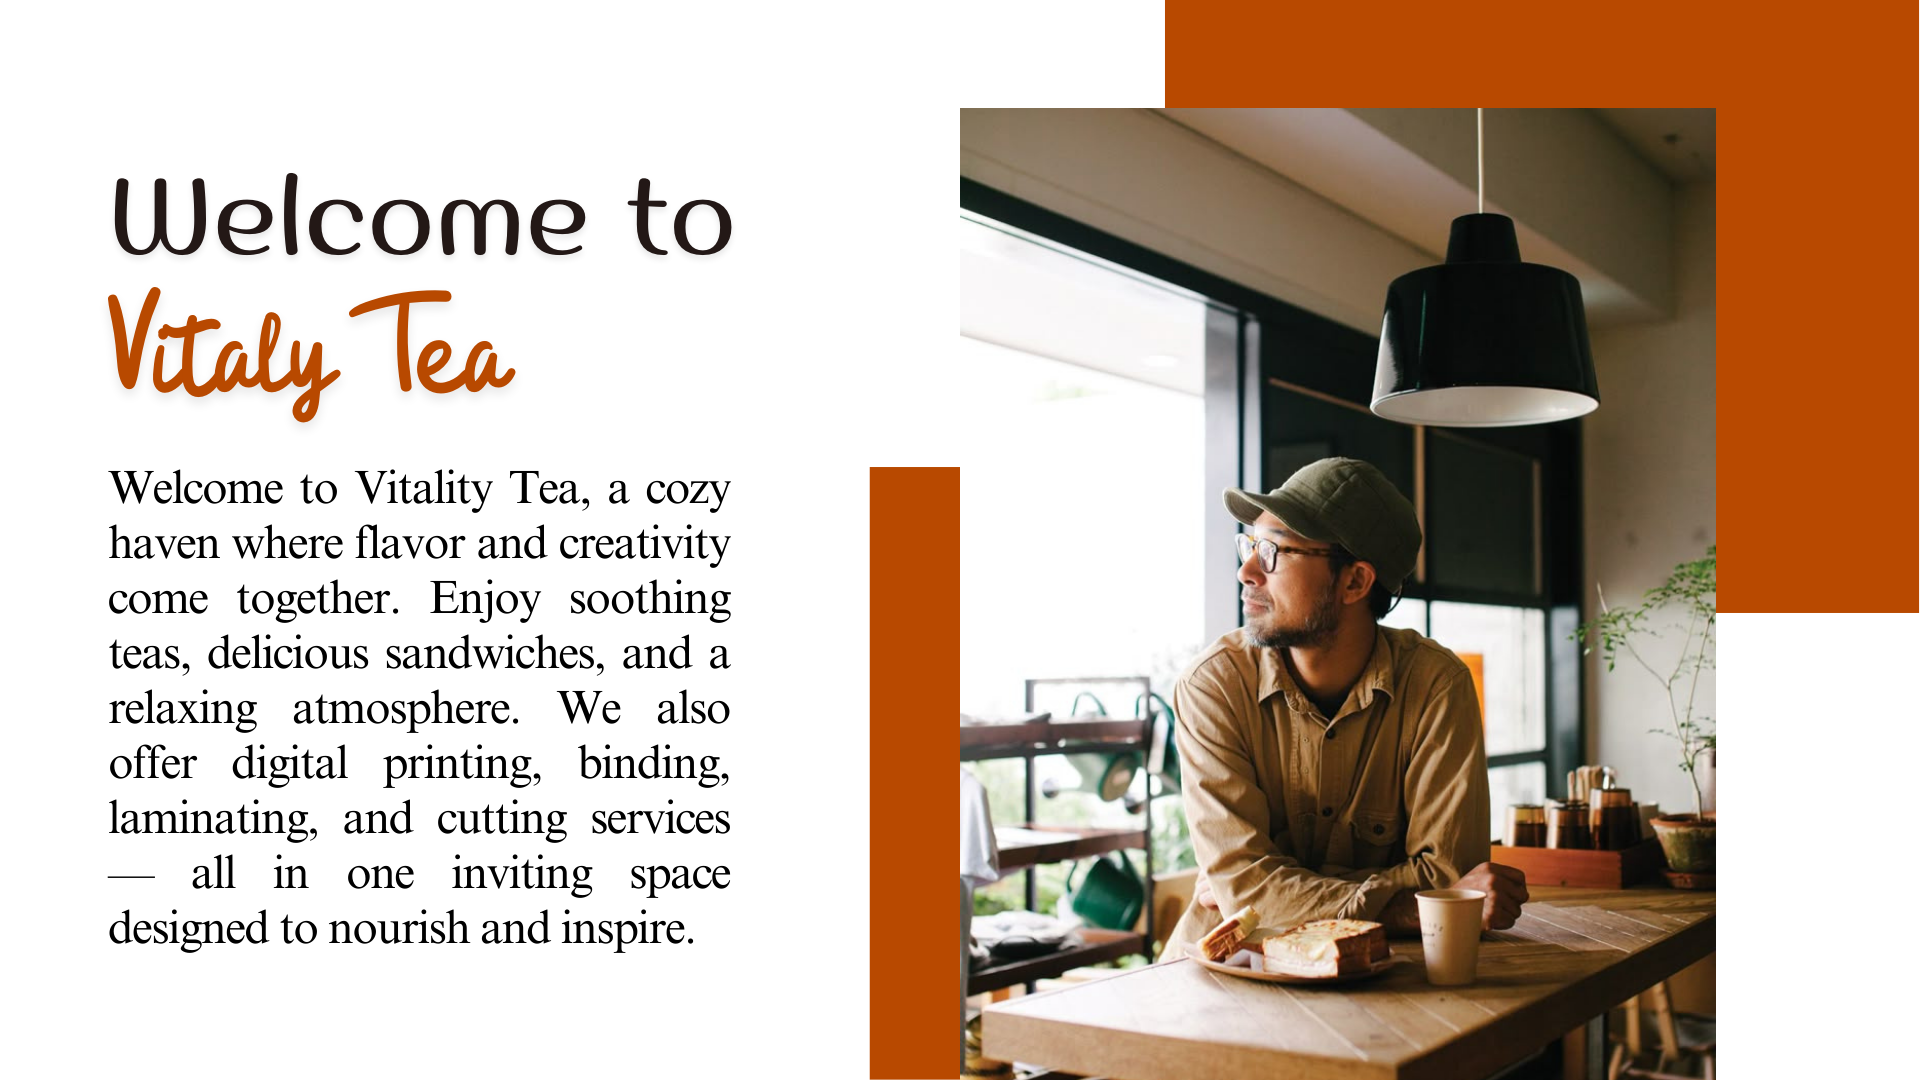 Welcome to
Vitaly Tea
Welcome to Vitality Tea, a cozy
haven where flavor and creativity
come together. Enjoy soothing
teas, delicious sandwiches, and a
relaxing atmosphere. We also
offer digital printing, binding,
laminating, and cutting services
— all in one inviting space
designed to nourish and inspire.